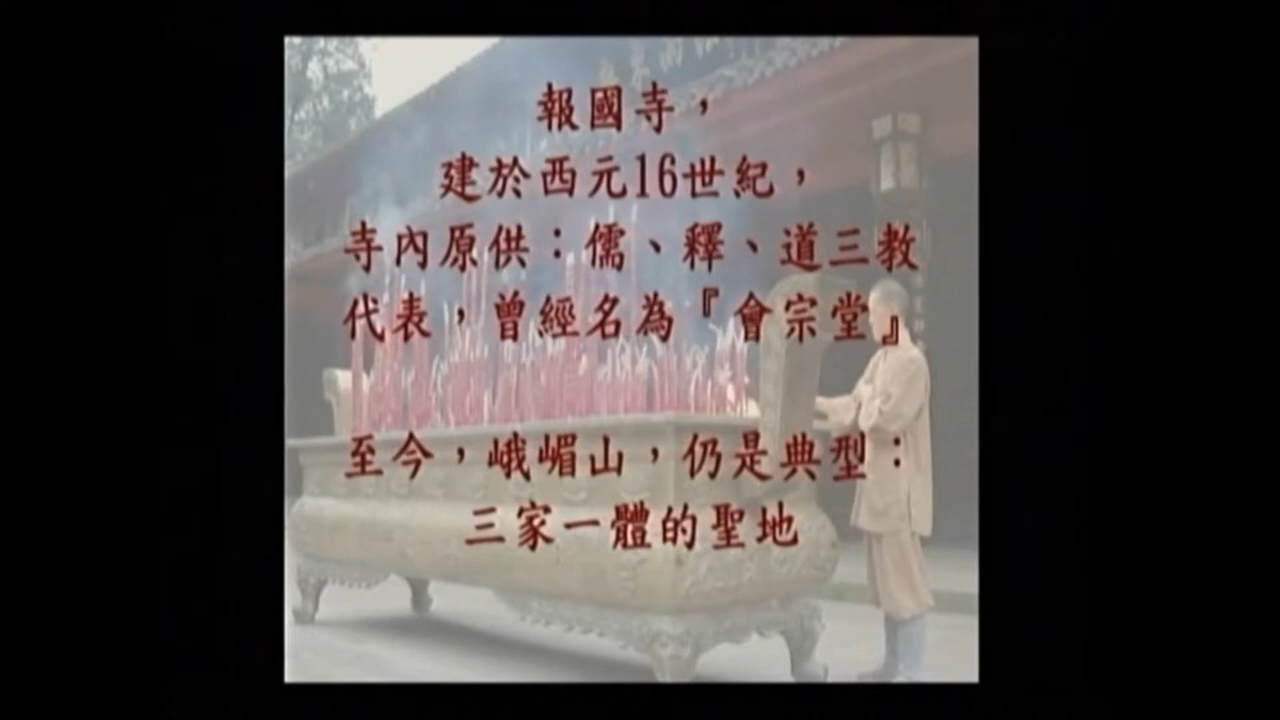 報國寺，
建於西元16世紀，
寺內原供：儒、釋、道三教
代表，曾經名為『會宗堂』
至今，峨嵋山，仍是典型：
三家一體的聖地